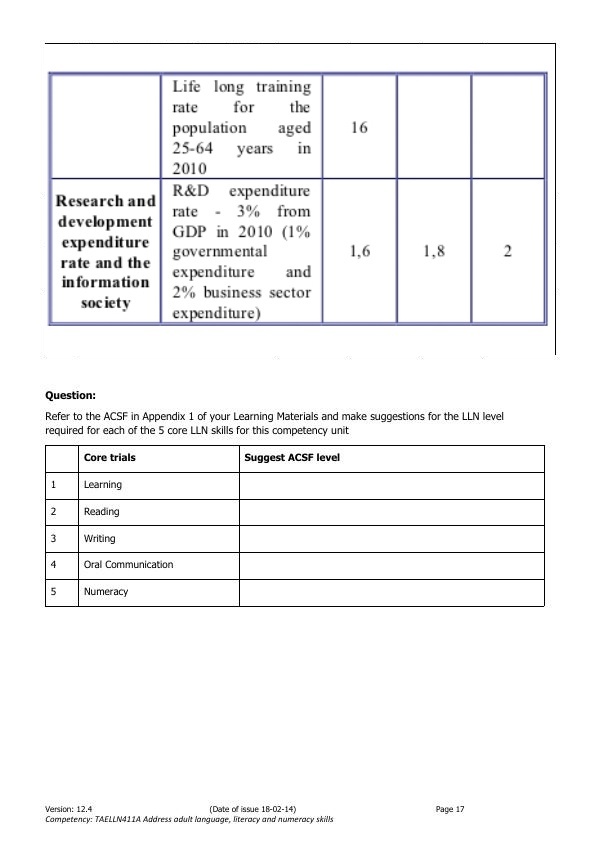 Life long training
rate for the
population aged
25-64 years in
2010
16
Research and
development
expenditure
rate and the
information
society
R&D expenditure
rate - 3% from
GDP in 2010 (1%
governmental
expenditure and
2% business sector
expenditure)
1,6
1,8
2
Question:
Refer to the ACSF in Appendix 1 of your Learning Materials and make suggestions for the LLN level
required for each of the 5 core LLN skills for this competency unit
Core trials
Suggest ACSF level
1 Learning
2 Reading
3 Writing
4 Oral Communication
5 Numeracy
Version: 12.4 (Date of issue 18-02-14) Page 17
Competency: TAELLN411A Address adult language, literacy and numeracy skills